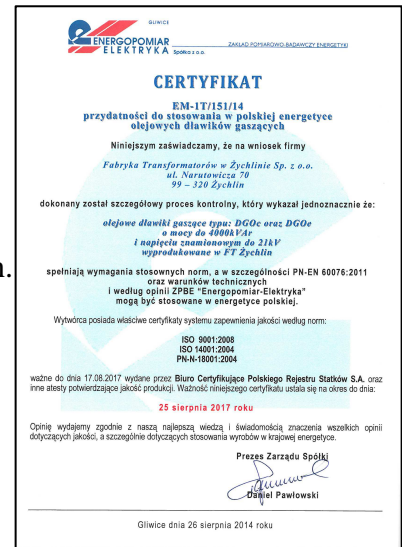 GLIWICE
ENERGOPOMIAR
ELEKTRYKA Spółka z o.o.
ZAKŁAD POMIAROWO-BADAWCZY ENERGETYKI
CERTYFIKAT
EM-1T/151/14
przydatności do stosowania w polskiej energetyce
olejowych dławików gaszących
Niniejszym zaświadczamy, że na wniosek firmy
Fabryka Transformatorów w Żychlinie Sp. z o.o.
ul. Narutowicza 70
99 – 320 Żychlin
dokonany został szczegółowy proces kontrolny, który wykazał jednoznacznie że:
olejowe dławiki gaszące typu: DGOc oraz DGOe
o mocy do 4000kVAr
i napięciu znamionowym do 21kV
wyprodukowane w FT Żychlin
n.
spełniają wymagania stosownych norm, a w szczególności PN-EN 60076:2011
oraz warunków technicznych
i według opinii ZPBE "Energopomiar-Elektryka"
mogą być stosowane w energetyce polskiej.
Wytwórca posiada właściwe certyfikaty systemu zapewnienia jakości według norm:
ISO 9001:2008
ISO 14001:2004
PN-N-18001:2004
ważne do dnia 17.08.2017 wydane przez Biuro Certyfikujące Polskiego Rejestru Statków S.A. oraz
inne atesty potwierdzające jakość produkcji. Ważność niniejszego certyfikatu ustala się na okres do dnia:
25 sierpnia 2017 roku
Opinię wydajemy zgodnie z naszą najlepszą wiedzą i świadomością znaczenia wszelkich opinii
dotyczących jakości, a szczególnie dotyczących stosowania wyrobów w krajowej energetyce.
Prezes Zarządu Spółki
Daniel Pawłowski
Gliwice dnia 26 sierpnia 2014 roku